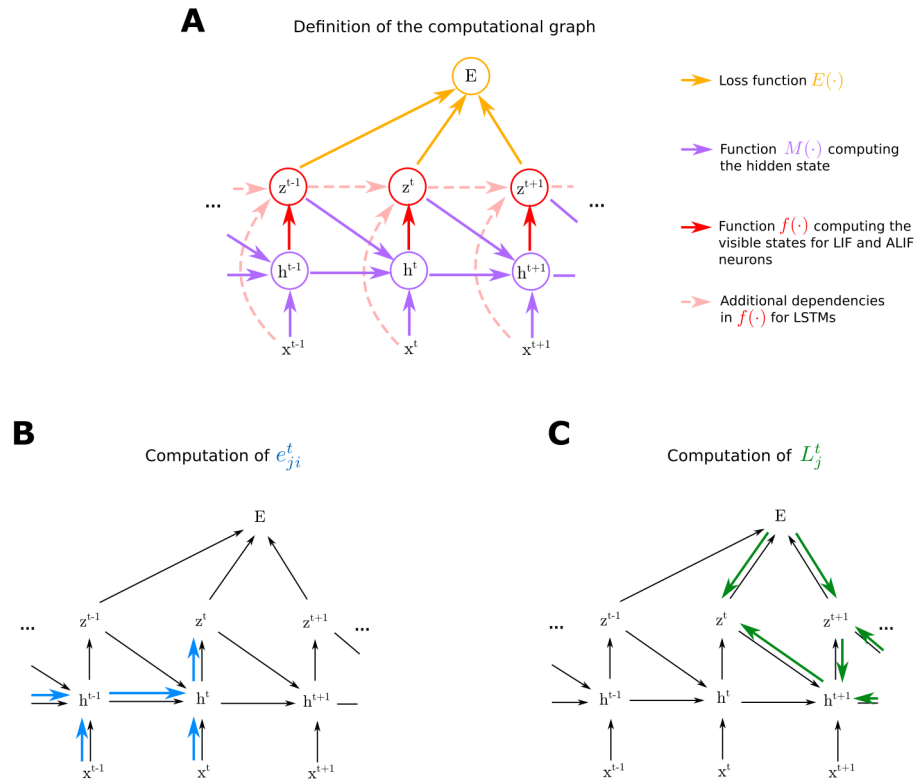 A
Definition of the computational graph
E
Loss function E(·)
Function M(·) computing
the hidden state
z^{t-1} z^{t} z^{t+1}
... ...
Function f(·) computing the
visible states for LIF and ALIF
neurons
h^{t-1} h^{t} h^{t+1}
Additional dependencies
in f(·) for LSTMs
x^{t-1} x^{t} x^{t+1}
B
Computation of e^{t}_{ji}
E
z^{t-1} z^{t} z^{t+1}
... ...
h^{t-1} h^{t} h^{t+1}
x^{t-1} x^{t} x^{t+1}
C
Computation of L^{t}_{j}
E
z^{t-1} z^{t} z^{t+1}
... ...
h^{t-1} h^{t} h^{t+1}
x^{t-1} x^{t} x^{t+1}